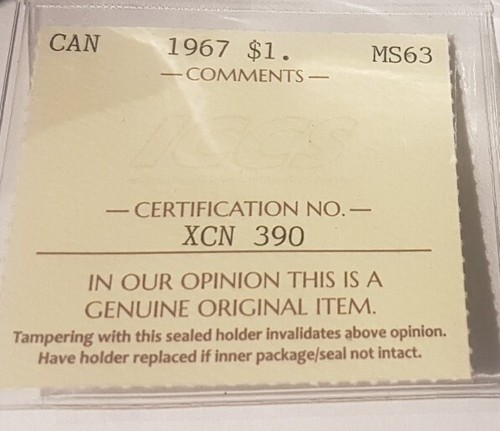 CAN 1967 $1. MS63
— COMMENTS —
ICCS
— CERTIFICATION NO. —
XCN 390
IN OUR OPINION THIS IS A
GENUINE ORIGINAL ITEM.
Tampering with this sealed holder invalidates above opinion.
Have holder replaced if inner package/seal not intact.